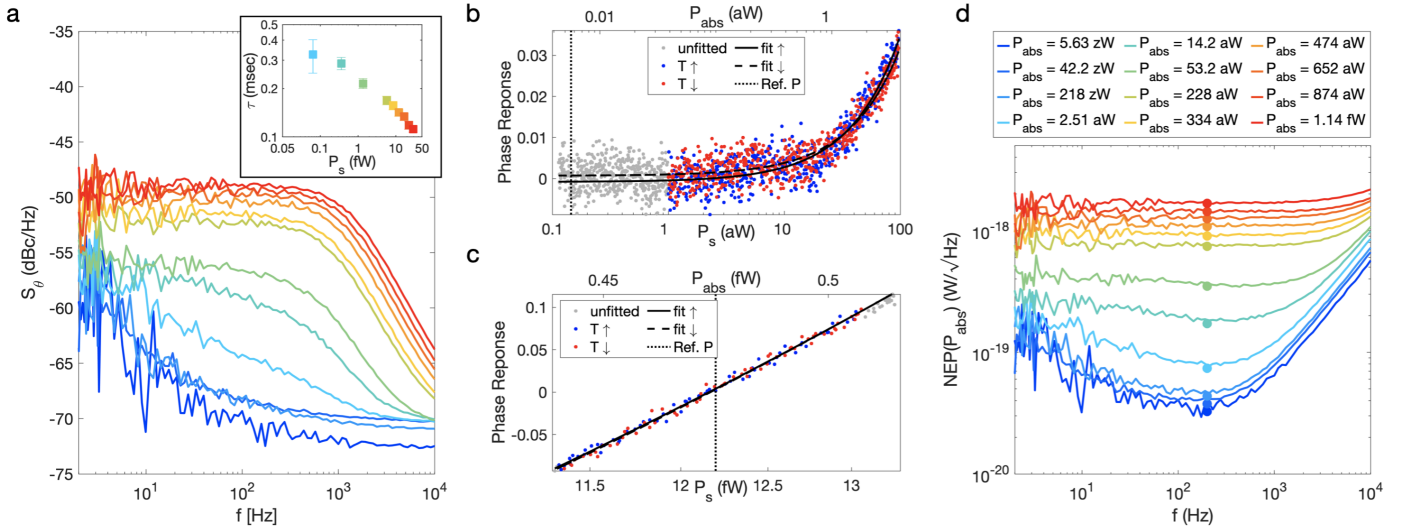 a
-35
-40
-45
-50
-55
-60
-65
-70
-75
S_θ (dBc/Hz)
10^1
10^2
10^3
10^4
f [Hz]
0.5
0.4
0.3
0.2
0.1
τ (msec)
0.05
0.1
1
10
50
P_s (fW)
b
P_abs (aW)
0.01
1
0.03
0.02
0.01
0
Phase Reponse
unfitted
T ↑
T ↓
fit ↑
fit ↓
Ref. P
0.1
1
10
100
P_s (aW)
c
P_abs (fW)
0.45
0.5
0.1
0.05
0
-0.05
Phase Reponse
unfitted
T ↑
T ↓
fit ↑
fit ↓
Ref. P
11.5
12
12.5
13
P_s (fW)
d
P_abs = 5.63 zW
P_abs = 42.2 zW
P_abs = 218 zW
P_abs = 2.51 aW
P_abs = 14.2 aW
P_abs = 53.2 aW
P_abs = 228 aW
P_abs = 334 aW
P_abs = 474 aW
P_abs = 652 aW
P_abs = 874 aW
P_abs = 1.14 fW
10^-18
10^-19
10^-20
NEP(P_abs) (W/√Hz)
10^1
10^2
10^3
10^4
f (Hz)